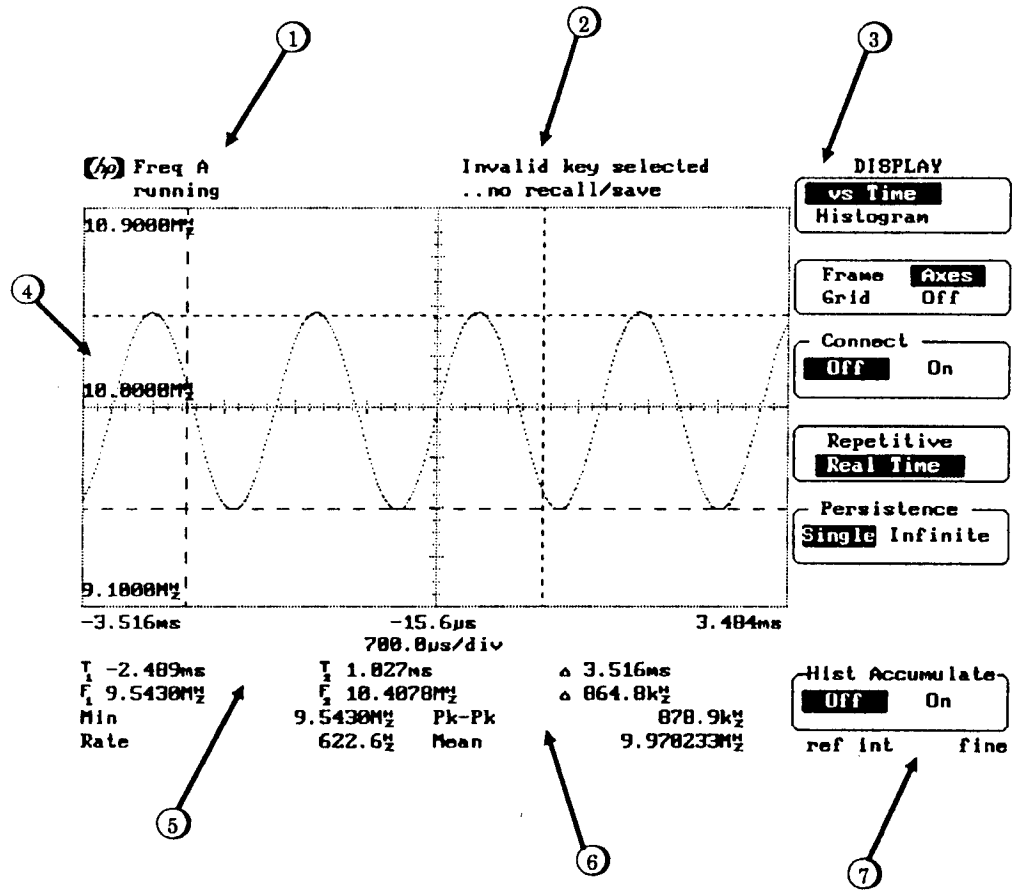 1
2
3
hp Freq A
running
Invalid key selected
..no recall/save
DISPLAY
vs Time
Histogram
10.9000MHz
Frame Axes
Grid Off
4
Connect
Off On
10.0000MHz
Repetitive
Real Time
Persistence
Single Infinite
9.1000MHz
-3.516ms
-15.6µs
3.484ms
700.0µs/div
T1 -2.489ms T2 1.027ms Δ 3.516ms
F1 9.5430MHz F2 10.4078MHz Δ 864.8kHz
Min 9.5430MHz Pk-Pk 878.9kHz
Rate 622.6Hz Mean 9.970233MHz
Hist Accumulate
Off On
ref int fine
5
6
7